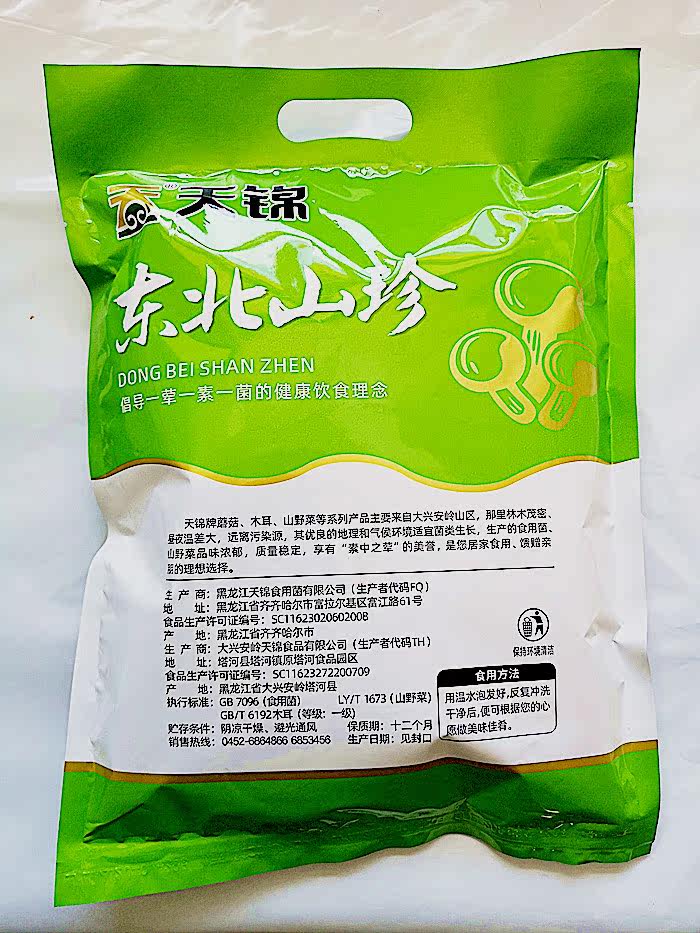 天锦
东北山珍
DONG BEI SHAN ZHEN
倡导一荤一素一菌的健康饮食理念
天锦牌蘑菇、木耳、山野菜等系列产品主要来自大兴安岭山区，那里林木茂密、
昼夜温差大，远离污染源，其优良的地理和气侯环境适宜菌类生长，生产的食用菌、
山野菜品味浓郁，质量稳定，享有“素中之荤”的美誉，是您居家食用、馈赠亲
的理想选择。
生 产 商：黑龙江天锦食用菌有限公司（生产者代码FQ）
地 址：黑龙江省齐齐哈尔市富拉尔基区富江路61号
食品生产许可证编号：SC11623020602008
产 地：黑龙江省齐齐哈尔市
生 产 商：大兴安岭天锦食品有限公司（生产者代码TH）
地 址：塔河县塔河镇原塔河食品园区
食品生产许可证编号：SC11623272200709
产 地：黑龙江省大兴安岭塔河县
执行标准：GB 7096（食用菌） LY/T 1673（山野菜）
GB/T 6192木耳（等级：一级）
贮存条件：阴凉干燥、避光通风 保质期：十二个月
销售热线：0452-6864866 6853456 生产日期：见封口
保持环境清洁
食用方法
用温水泡发好,反复冲洗
干净后,便可根据您的心
愿做美味佳肴。